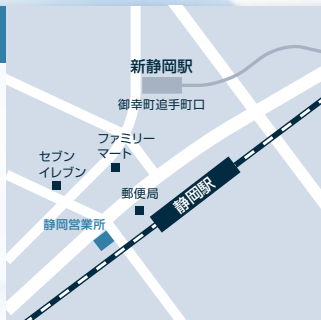 新静岡駅
御幸町追手町口
ファミリー
マート
セブン
イレブン
郵便局
静岡駅
静岡営業所